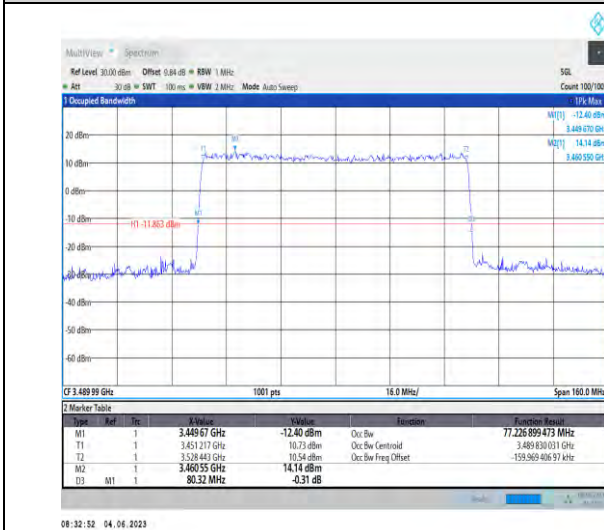 MultiView Spectrum
Ref Level 30.00 dBm Offset 0.84 dB RBW 1 MHz SGL
Att 30 dB SWT 100 ms VBW 2 MHz Mode Auto Sweep Count 100/100
1 Occupied Bandwidth 1Pk Max
M1[1] -12.40 dBm
3.449 670 GHz
M2[1] 14.14 dBm
3.460 550 GHz
20 dBm
T1 M2 T2
10 dBm
0 dBm
-10 dBm
M1 D3
H1 -11.863 dBm
-20 dBm
-30 dBm
-40 dBm
-50 dBm
-60 dBm
CF 3.489 99 GHz 1001 pts 16.0 MHz/ Span 160.0 MHz
2 Marker Table
Type Ref Trc X-Value Y-Value Function Function Result
M1 1 3.449 67 GHz -12.40 dBm Occ Bw 77.226 899 473 MHz
T1 1 3.451 217 GHz 10.73 dBm Occ Bw Centroid 3.489 830 031 GHz
T2 1 3.528 443 GHz 10.54 dBm Occ Bw Freq Offset -159.969 406 97 kHz
M2 1 3.460 55 GHz 14.14 dBm
D3 M1 1 80.32 MHz -0.31 dB
08:32:52 04.06.2023